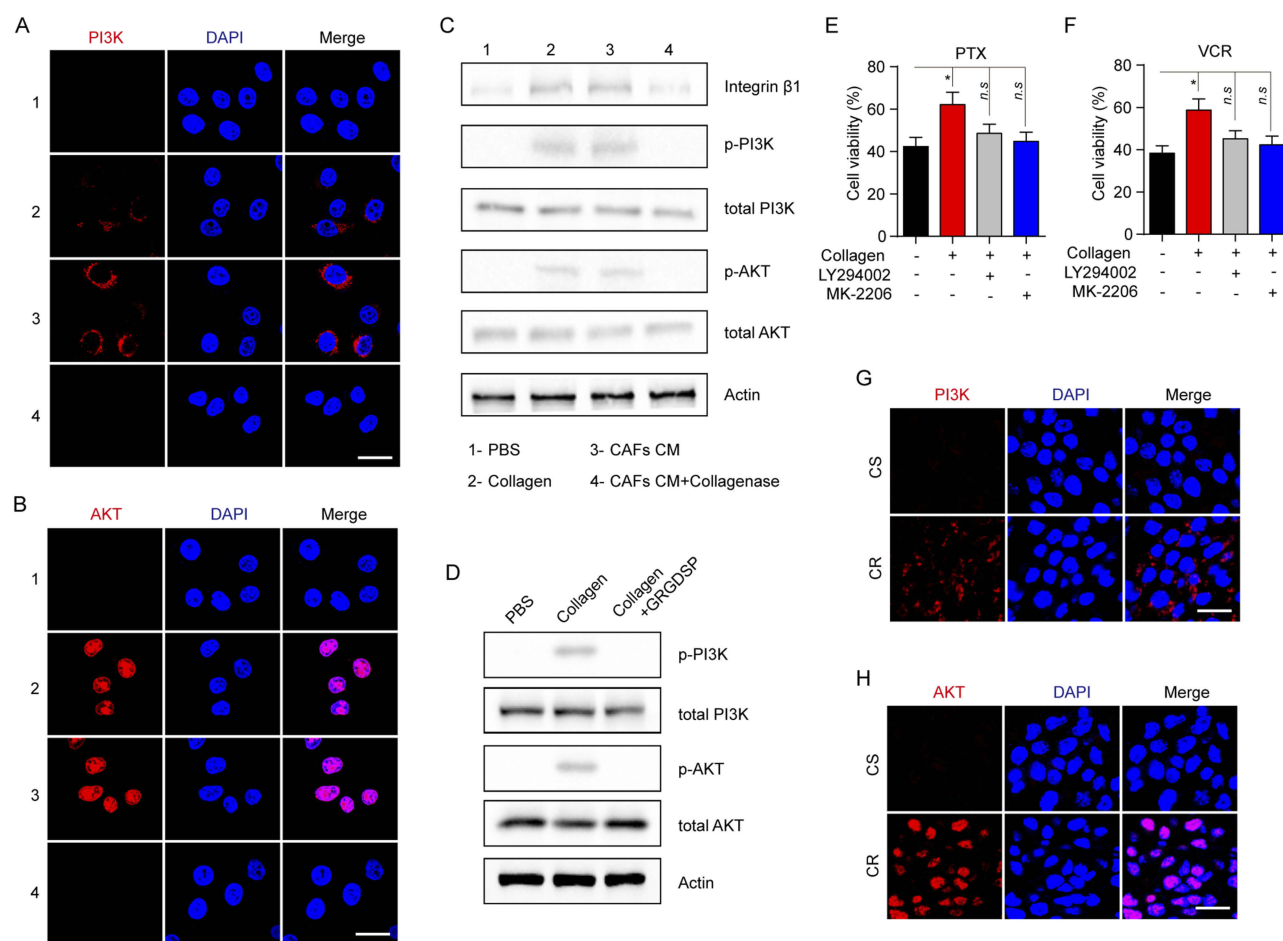 A
PI3K DAPI Merge
1
2
3
4
B
AKT DAPI Merge
1
2
3
4
C
1 2 3 4
Integrin β1
p-PI3K
total PI3K
p-AKT
total AKT
Actin
1- PBS 3- CAFs CM
2- Collagen 4- CAFs CM+Collagenase
D
PBS Collagen Collagen
+GRGDSP
p-PI3K
total PI3K
p-AKT
total AKT
Actin
E
PTX
Cell viability (%)
80
60
40
20
0
* n.s n.s
Collagen - + + +
LY294002 - - + -
MK-2206 - - - +
F
VCR
Cell viability (%)
80
60
40
20
0
* n.s n.s
Collagen - + + +
LY294002 - - + -
MK-2206 - - - +
G
PI3K DAPI Merge
CS
CR
H
AKT DAPI Merge
CS
CR